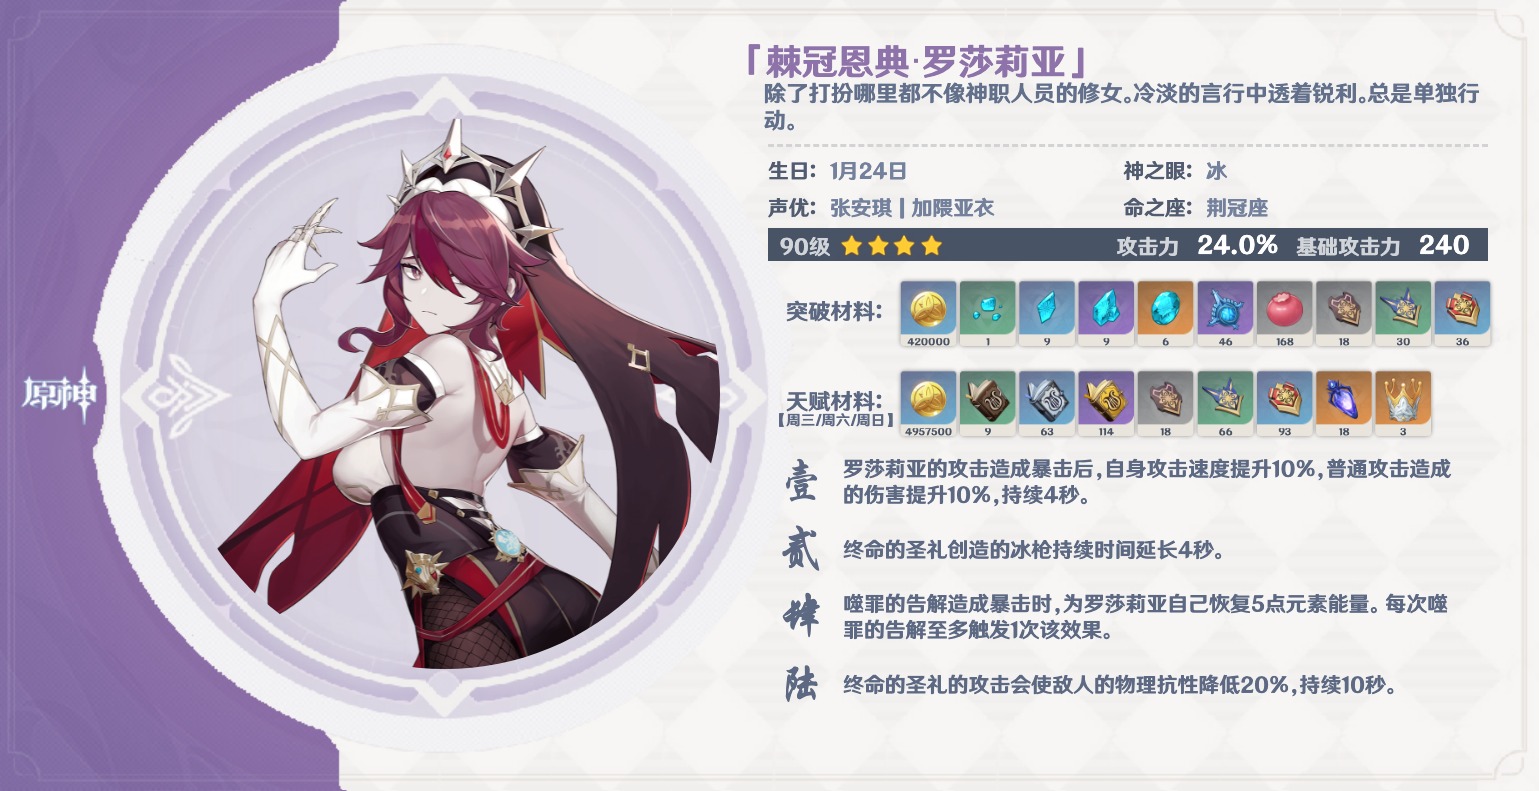 原神
「棘冠恩典·罗莎莉亚」
除了打扮哪里都不像神职人员的修女。冷淡的言行中透着锐利。总是单独行
动。
生日： 1月24日 神之眼： 冰
声优： 张安琪 | 加隈亚衣 命之座： 荆冠座
90级 攻击力 24.0% 基础攻击力 240
突破材料：
420000 1 9 9 6 46 168 18 30 36
天赋材料：
【周三/周六/周日】
4957500 9 63 114 18 66 93 18 3
壹 罗莎莉亚的攻击造成暴击后，自身攻击速度提升10%，普通攻击造成
的伤害提升10%，持续4秒。
贰 终命的圣礼创造的冰枪持续时间延长4秒。
肆 噬罪的告解造成暴击时，为罗莎莉亚自己恢复5点元素能量。每次噬
罪的告解至多触发1次该效果。
陆 终命的圣礼的攻击会使敌人的物理抗性降低20%，持续10秒。